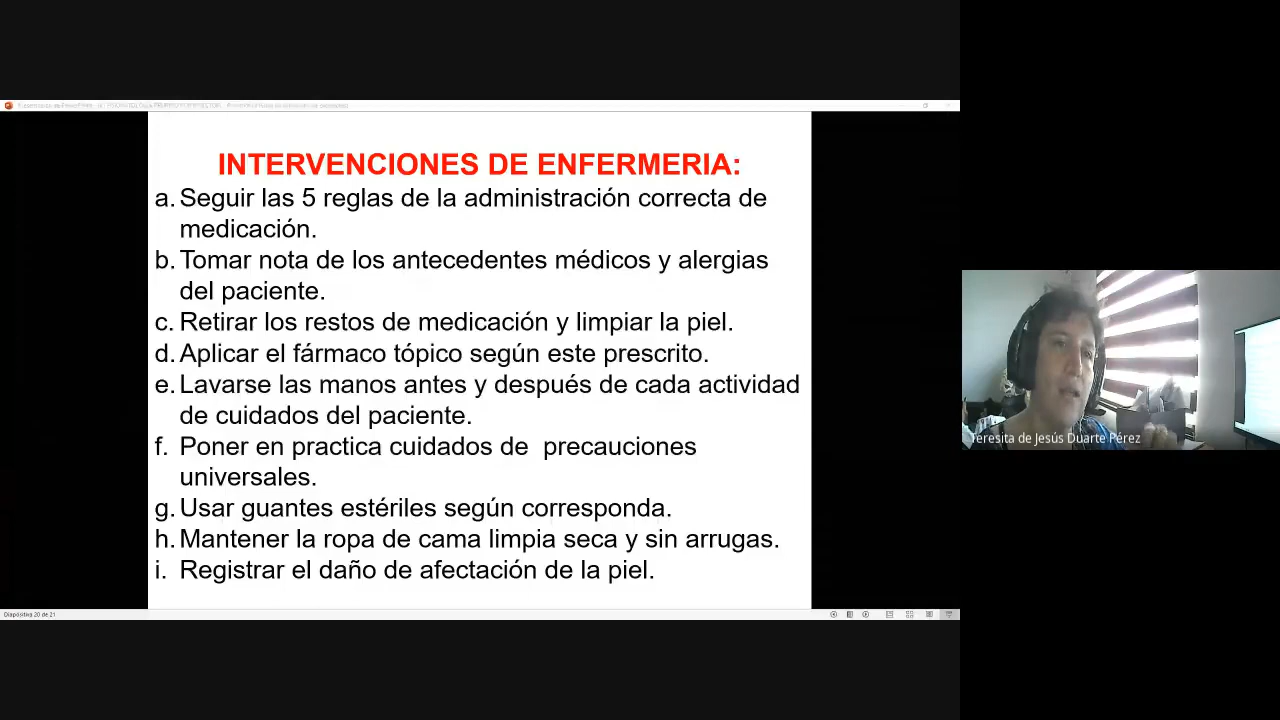 INTERVENCIONES DE ENFERMERIA:
a. Seguir las 5 reglas de la administración correcta de
medicación.
b. Tomar nota de los antecedentes médicos y alergias
del paciente.
c. Retirar los restos de medicación y limpiar la piel.
d. Aplicar el fármaco tópico según este prescrito.
e. Lavarse las manos antes y después de cada actividad
de cuidados del paciente.
f. Poner en practica cuidados de  precauciones
universales.
g. Usar guantes estériles según corresponda.
h. Mantener la ropa de cama limpia seca y sin arrugas.
i. Registrar el daño de afectación de la piel.
Diapositiva 20 de 21
Teresita de Jesús Duarte Pérez